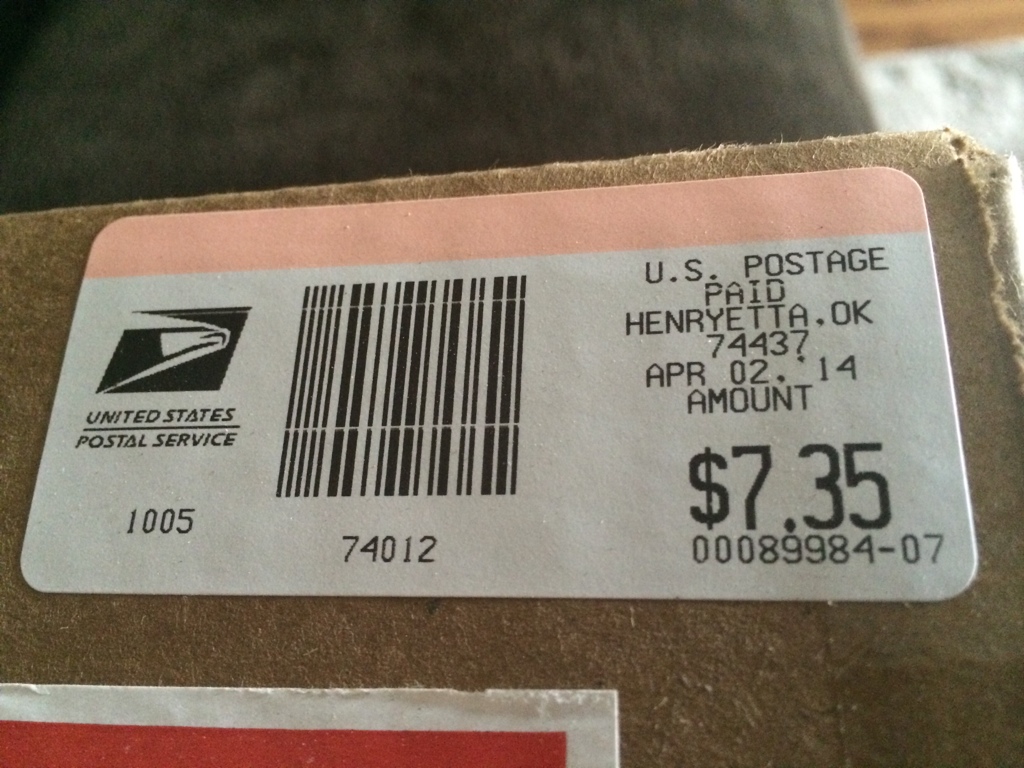 UNITED STATES
POSTAL SERVICE
1005
74012
U.S. POSTAGE
PAID
HENRYETTA,OK
74437
APR 02, '14
AMOUNT
$7.35
00089984-07